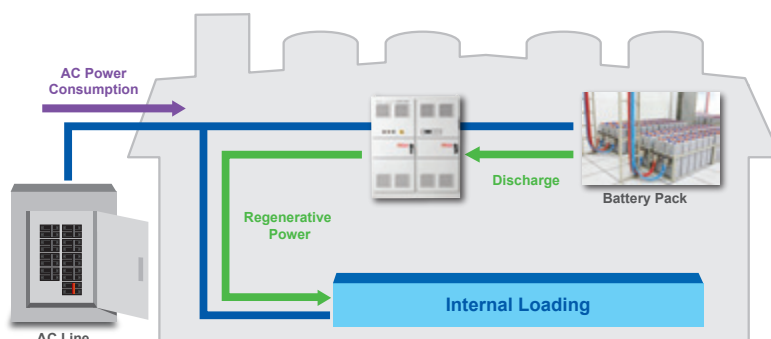 AC Power
Consumption
Discharge
Battery Pack
Regenerative
Power
Internal Loading
AC Line